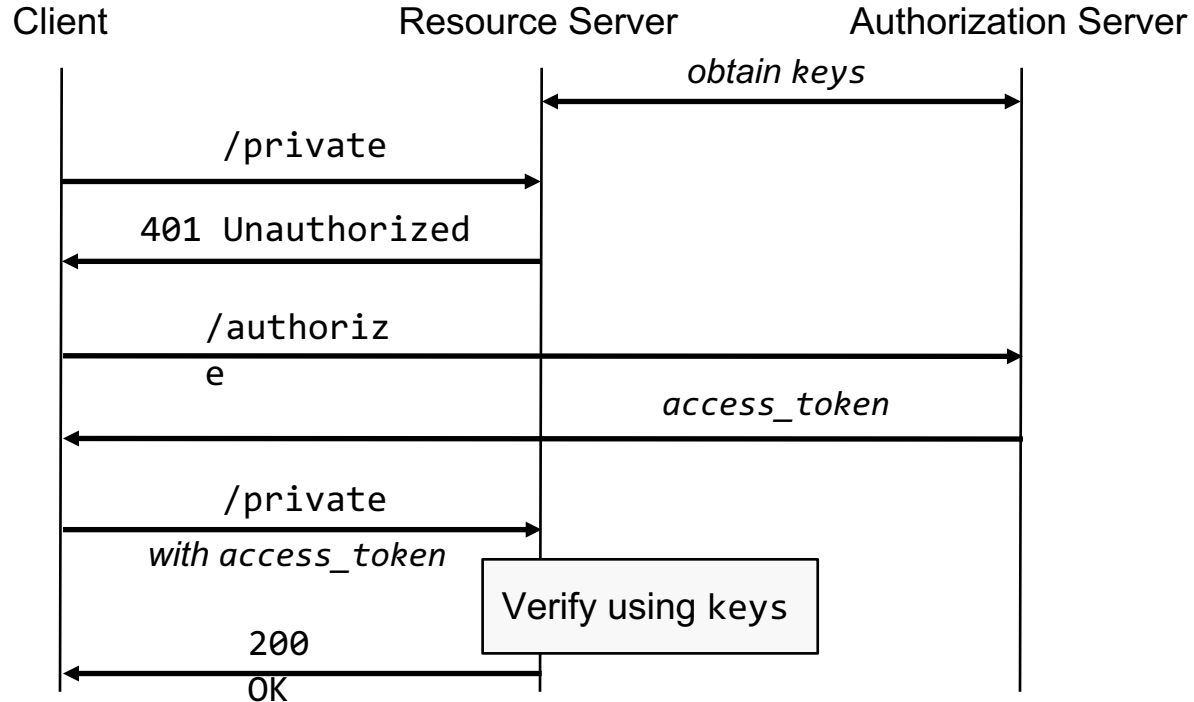 Client Resource Server Authorization Server
obtain keys
/private
401 Unauthorized
/authoriz
e
access_token
/private
with access_token
Verify using keys
200
OK